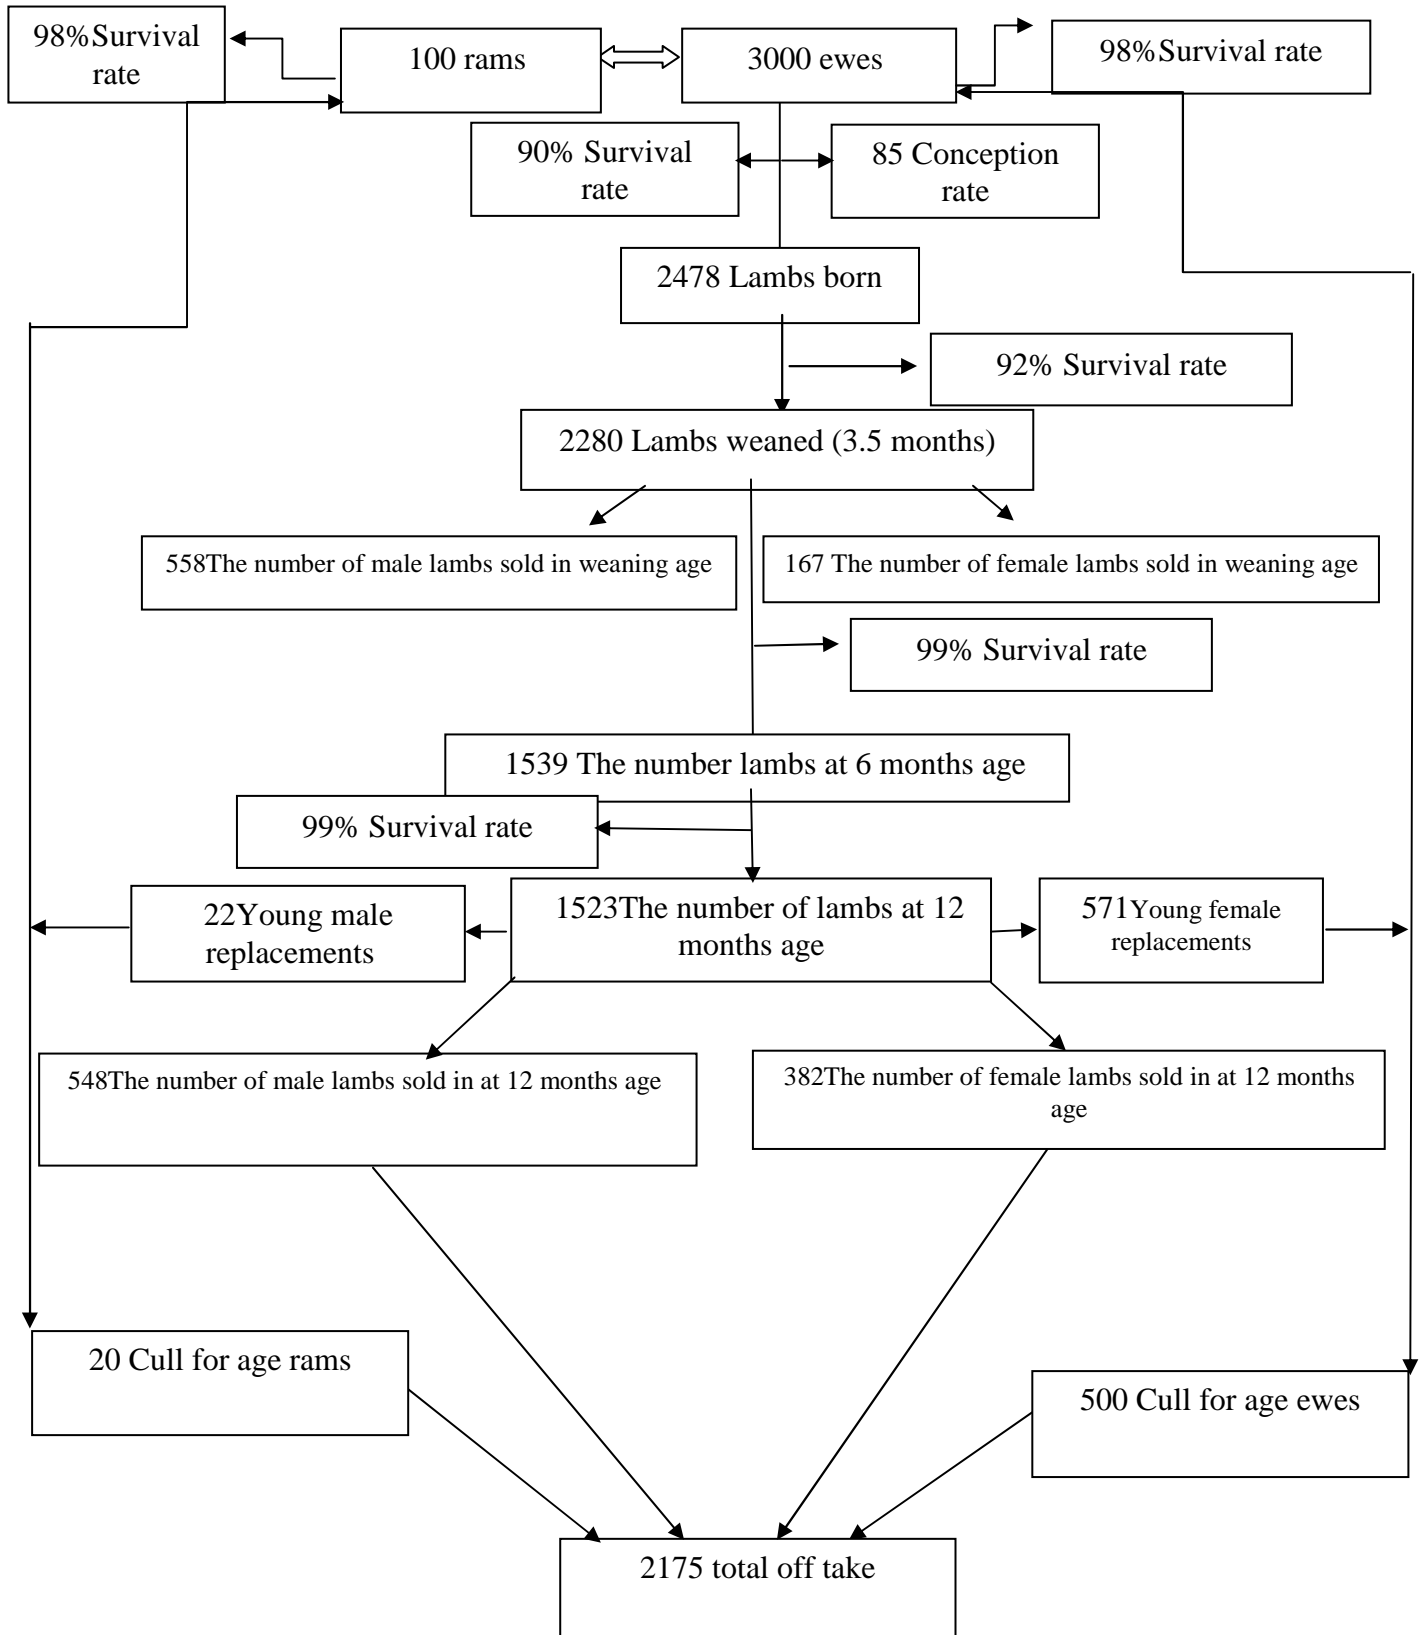 98%Survival
rate
100 rams
3000 ewes
98%Survival rate
90% Survival
rate
85 Conception
rate
2478 Lambs born
92% Survival rate
2280 Lambs weaned (3.5 months)
558The number of male lambs sold in weaning age
167 The number of female lambs sold in weaning age
99% Survival rate
1539 The number lambs at 6 months age
99% Survival rate
22Young male
replacements
1523The number of lambs at 12
months age
571Young female
replacements
548The number of male lambs sold in at 12 months age
382The number of female lambs sold in at 12 months
age
20 Cull for age rams
500 Cull for age ewes
2175 total off take